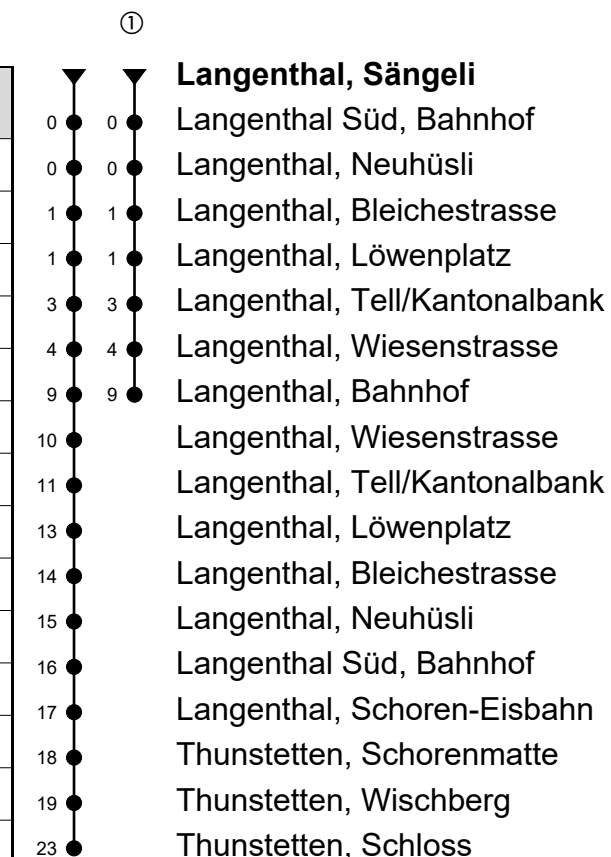 ①
Langenthal, Sängeli
0 0 Langenthal Süd, Bahnhof
0 0 Langenthal, Neuhüsli
1 1 Langenthal, Bleichestrasse
1 1 Langenthal, Löwenplatz
3 3 Langenthal, Tell/Kantonalbank
4 4 Langenthal, Wiesenstrasse
9 9 Langenthal, Bahnhof
10 Langenthal, Wiesenstrasse
11 Langenthal, Tell/Kantonalbank
13 Langenthal, Löwenplatz
14 Langenthal, Bleichestrasse
15 Langenthal, Neuhüsli
16 Langenthal Süd, Bahnhof
17 Langenthal, Schoren-Eisbahn
18 Thunstetten, Schorenmatte
19 Thunstetten, Wischberg
23 Thunstetten, Schloss